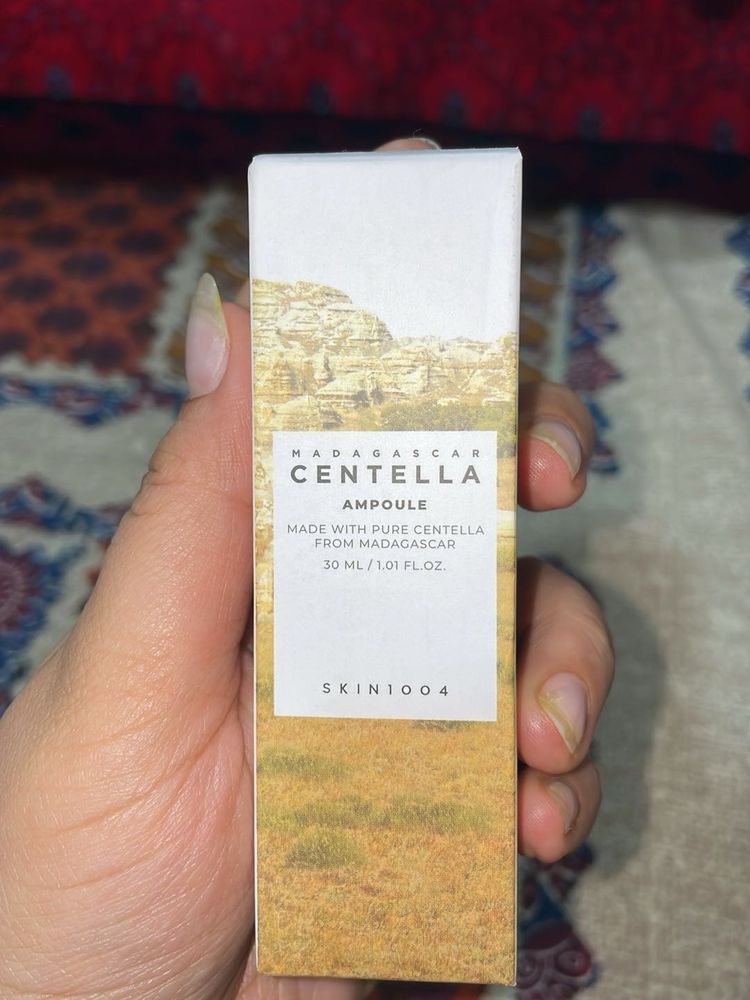 MADAGASCAR
CENTELLA
AMPOULE
MADE WITH PURE CENTELLA
FROM MADAGASCAR
30 ML / 1.01 FL.OZ.
SKIN1004